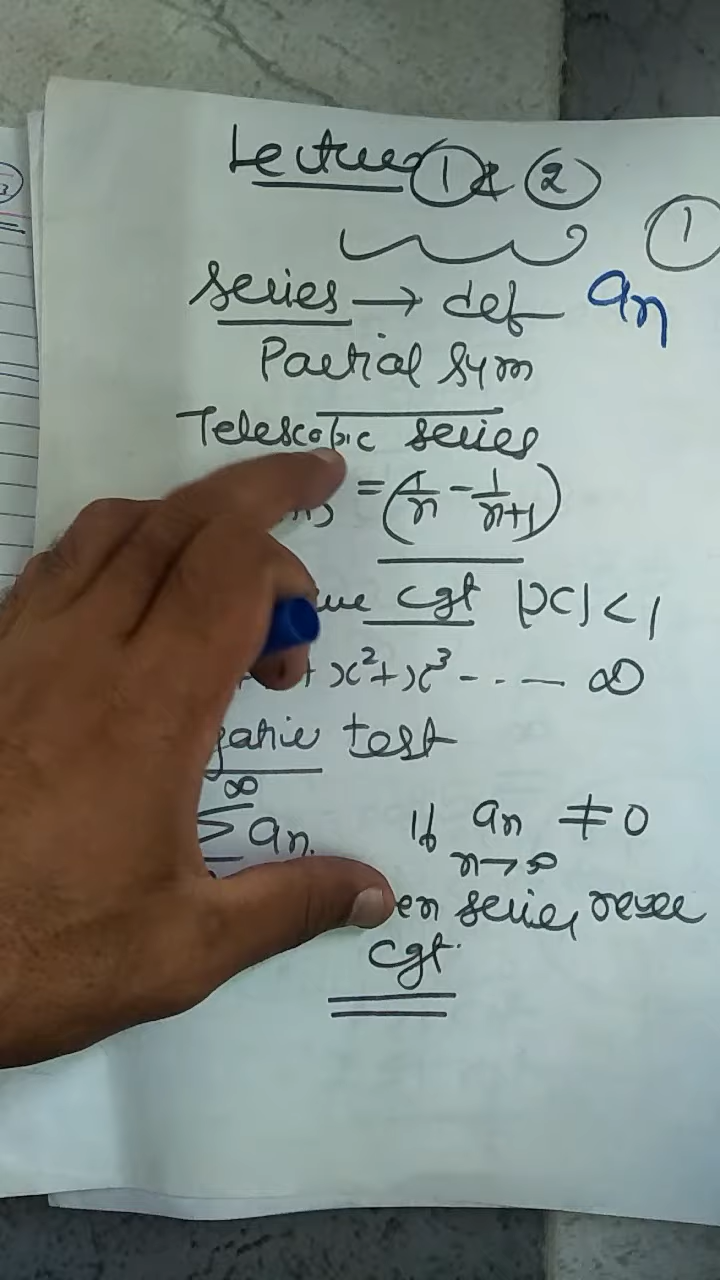 Lecture ① & ②
①
Series → def an
Partial Sum
Telescopic series
= (1/n - 1/n+1)
cgt |x| < 1
+ x² + x³ - - - — ∞
test
∞
Σ an. If an ≠ 0
n→∞
series never
cgt.